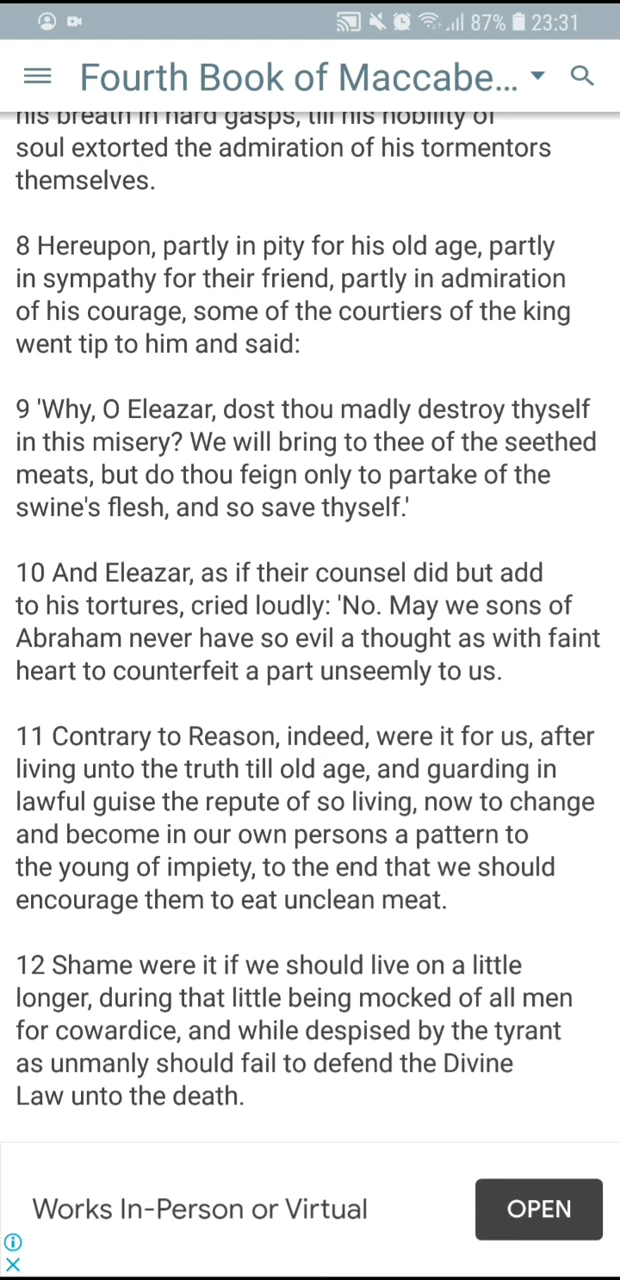 87% 23:31
Fourth Book of Maccabe...
his breath in hard gasps, till his nobility of
soul extorted the admiration of his tormentors
themselves.
8 Hereupon, partly in pity for his old age, partly
in sympathy for their friend, partly in admiration
of his courage, some of the courtiers of the king
went tip to him and said:
9 'Why, O Eleazar, dost thou madly destroy thyself
in this misery? We will bring to thee of the seethed
meats, but do thou feign only to partake of the
swine's flesh, and so save thyself.'
10 And Eleazar, as if their counsel did but add
to his tortures, cried loudly: 'No. May we sons of
Abraham never have so evil a thought as with faint
heart to counterfeit a part unseemly to us.
11 Contrary to Reason, indeed, were it for us, after
living unto the truth till old age, and guarding in
lawful guise the repute of so living, now to change
and become in our own persons a pattern to
the young of impiety, to the end that we should
encourage them to eat unclean meat.
12 Shame were it if we should live on a little
longer, during that little being mocked of all men
for cowardice, and while despised by the tyrant
as unmanly should fail to defend the Divine
Law unto the death.
Works In-Person or Virtual
OPEN